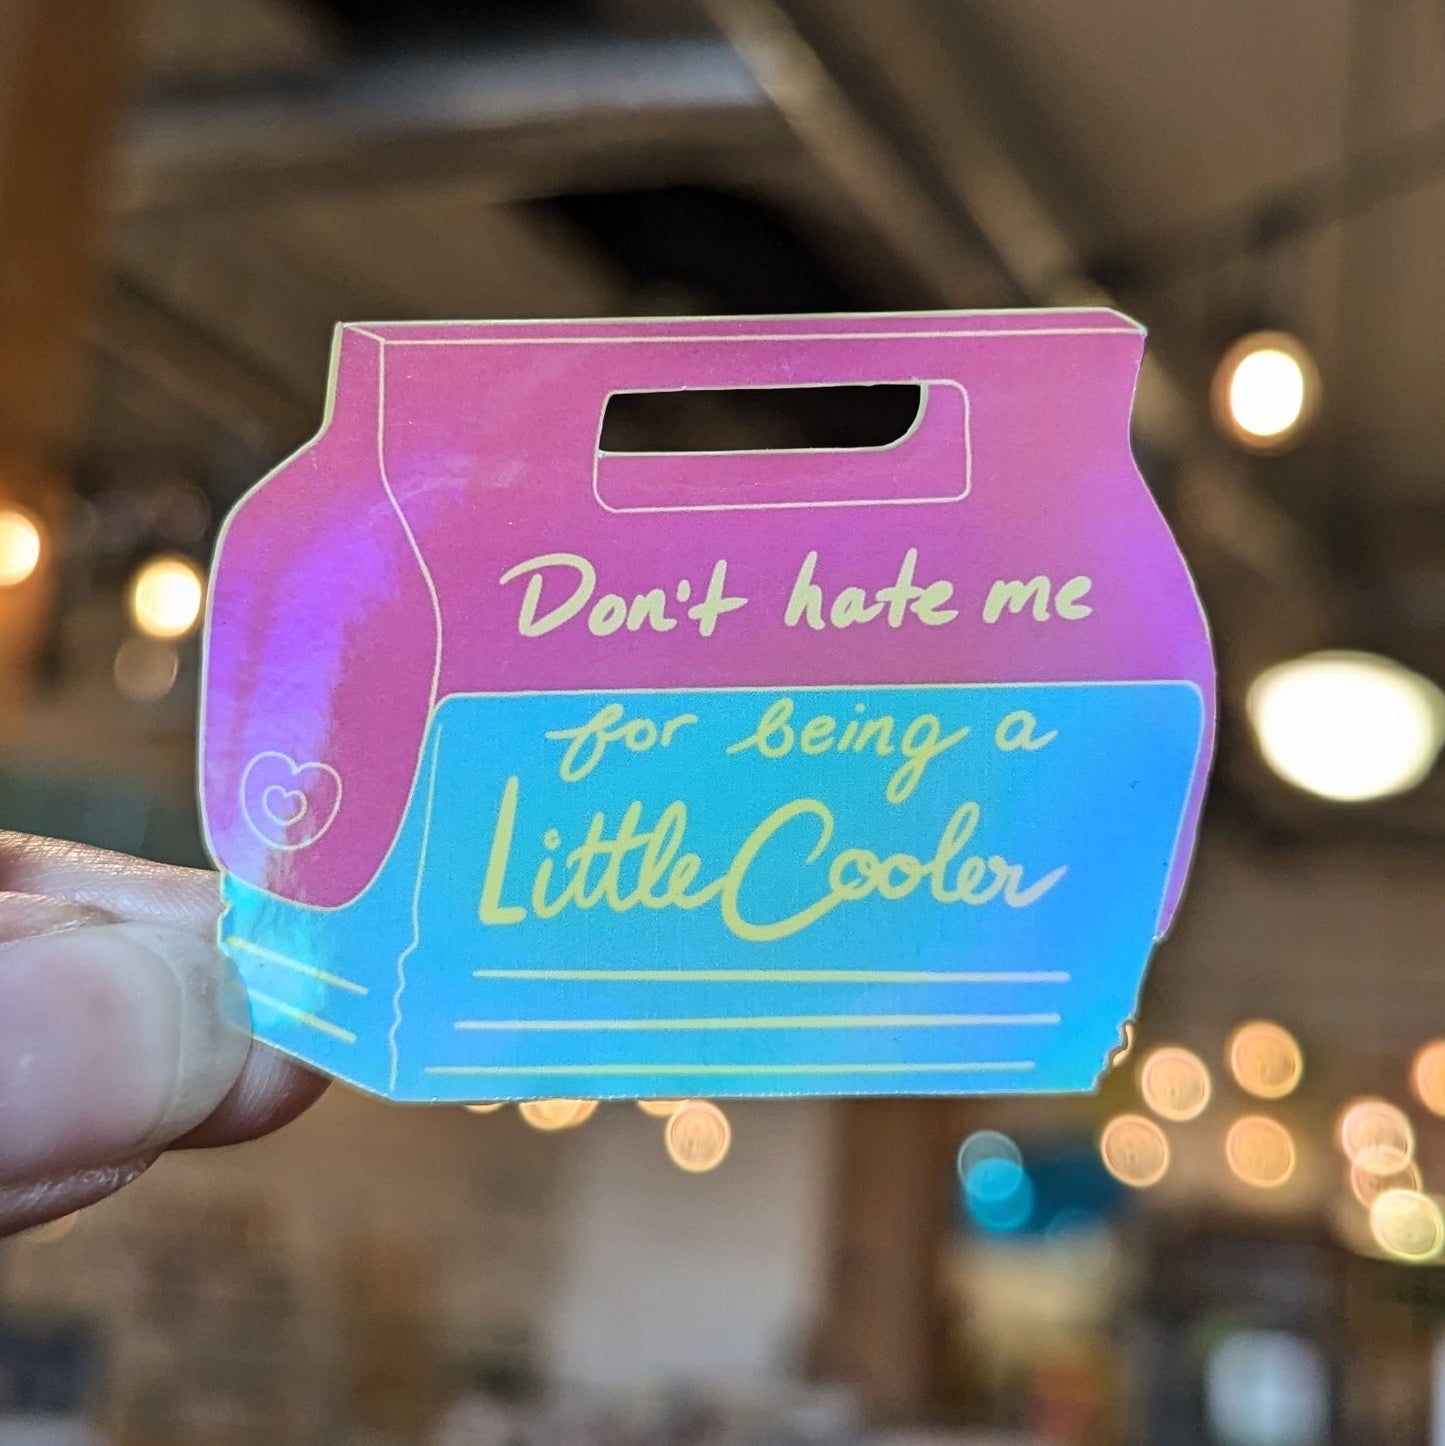 Don't hate me
for being a
Little Cooler